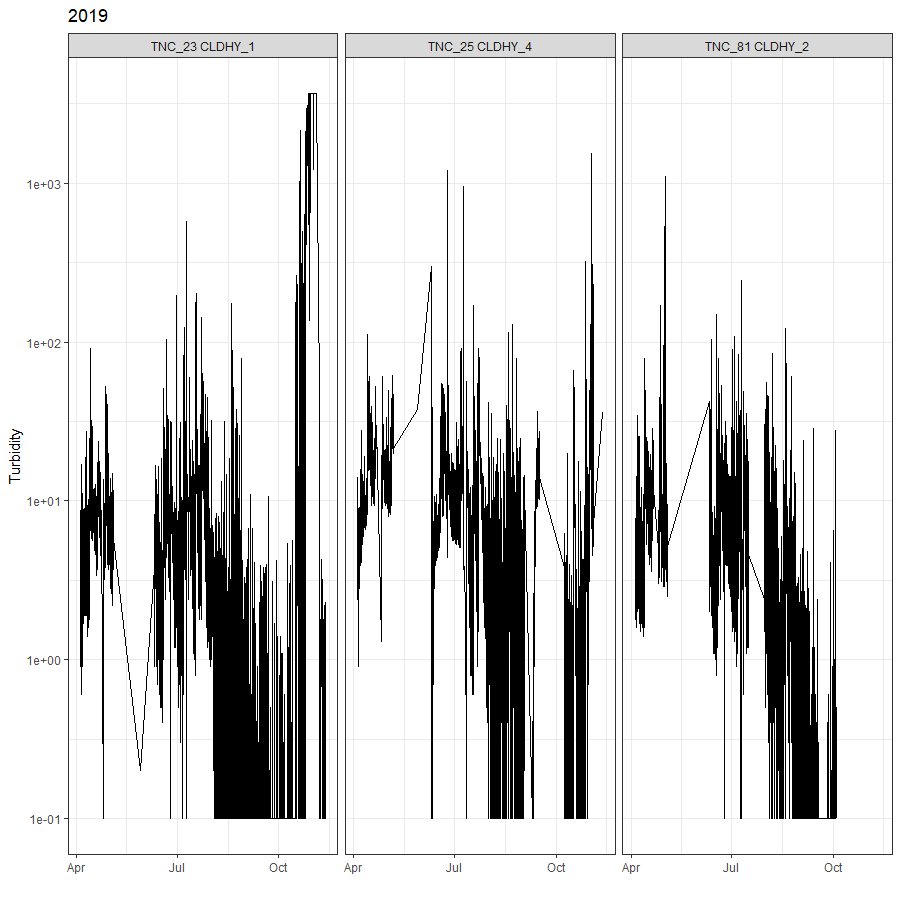 2019
TNC_23 CLDHY_1 TNC_25 CLDHY_4 TNC_81 CLDHY_2
Turbidity
1e+03
1e+02
1e+01
1e+00
1e-01
Apr Jul Oct Apr Jul Oct Apr Jul Oct